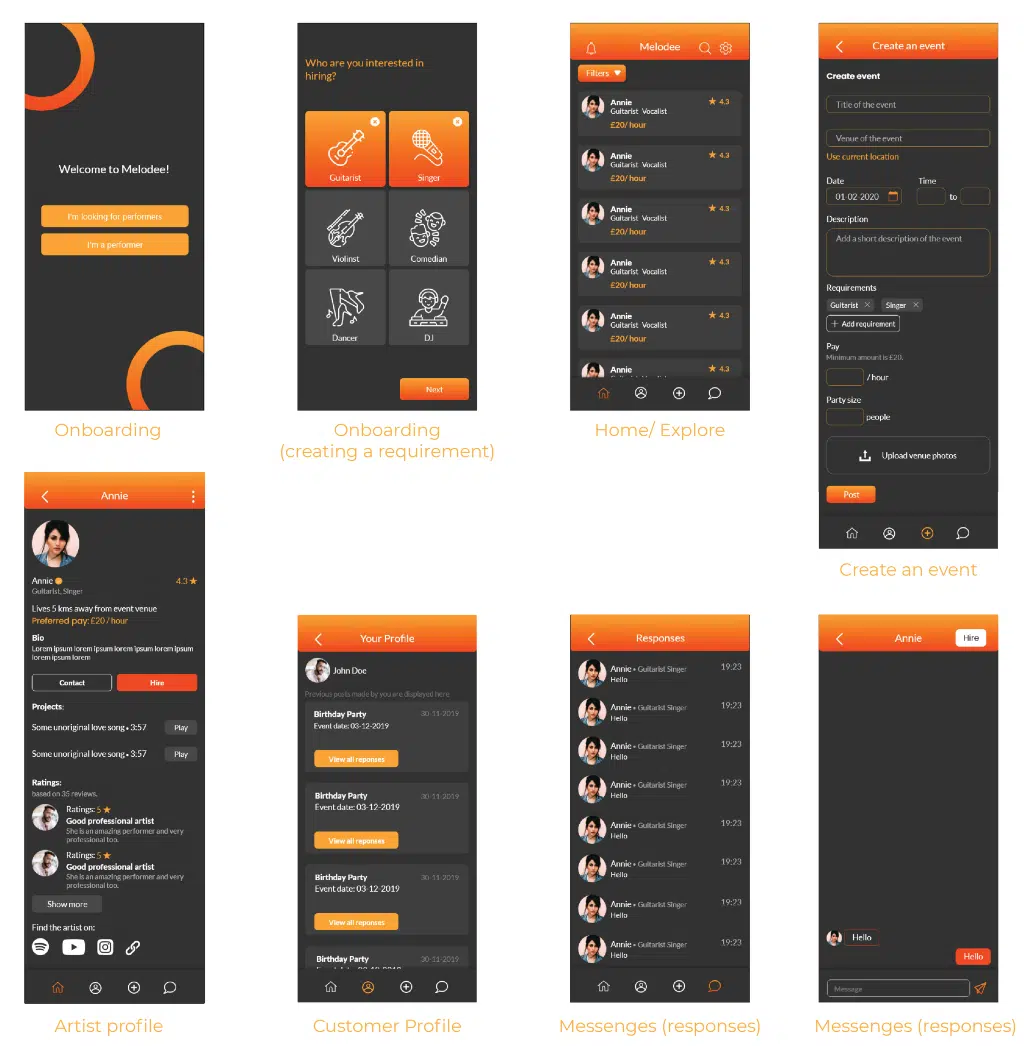 Welcome to Melodee!
I'm looking for performers
I'm a performer
Onboarding
Who are you interested in
hiring?
Guitarist
Singer
Violinst
Comedian
Dancer
DJ
Next
Onboarding
(creating a requirement)
Melodee
Filters
Annie
4.3
Guitarist Vocalist
£20/ hour
Annie
4.3
Guitarist Vocalist
£20/ hour
Annie
4.3
Guitarist Vocalist
£20/ hour
Annie
4.3
Guitarist Vocalist
£20/ hour
Annie
4.3
Guitarist Vocalist
£20/ hour
Annie
4.3
Home/ Explore
Create an event
Create event
Title of the event
Venue of the event
Use current location
Date
Time
01-02-2020
to
Description
Add a short description of the event
Requirements
Guitarist
Singer
Add requirement
Pay
Minimum amount is £20.
/ hour
Party size
people
Upload venue photos
Post
Create an event
Annie
Annie
4.3
Guitarist, Singer
Lives 5 kms away from event venue
Preferred pay: £20 / hour
Bio
Lorem ipsum lorem ipsum lorem ipsum lorem ipsum
lorem ipsum lorem
Contact
Hire
Projects:
Some unoriginal love song • 3:57
Play
Some unoriginal love song • 3:57
Play
Ratings:
based on 35 reviews.
Ratings: 5
Good professional artist
She is an amazing performer and very
professional too.
Ratings: 5
Good professional artist
She is an amazing performer and very
professional too.
Show more
Find the artist on:
Artist profile
Your Profile
John Doe
Previous posts made by you are displayed here
Birthday Party
30-11-2019
Event date: 03-12-2019
View all reponses
Birthday Party
30-11-2019
Event date: 03-12-2019
View all reponses
Birthday Party
30-11-2019
Event date: 03-12-2019
View all reponses
Birthday Party
30-11-2019
Customer Profile
Responses
Annie • Guitarist Singer
19:23
Hello
Annie • Guitarist Singer
19:23
Hello
Annie • Guitarist Singer
19:23
Hello
Annie • Guitarist Singer
19:23
Hello
Annie • Guitarist Singer
19:23
Hello
Annie • Guitarist Singer
19:23
Hello
Annie • Guitarist Singer
19:23
Hello
Annie • Guitarist Singer
19:23
Hello
Messenges (responses)
Annie
Hire
Hello
Hello
Message
Messenges (responses)